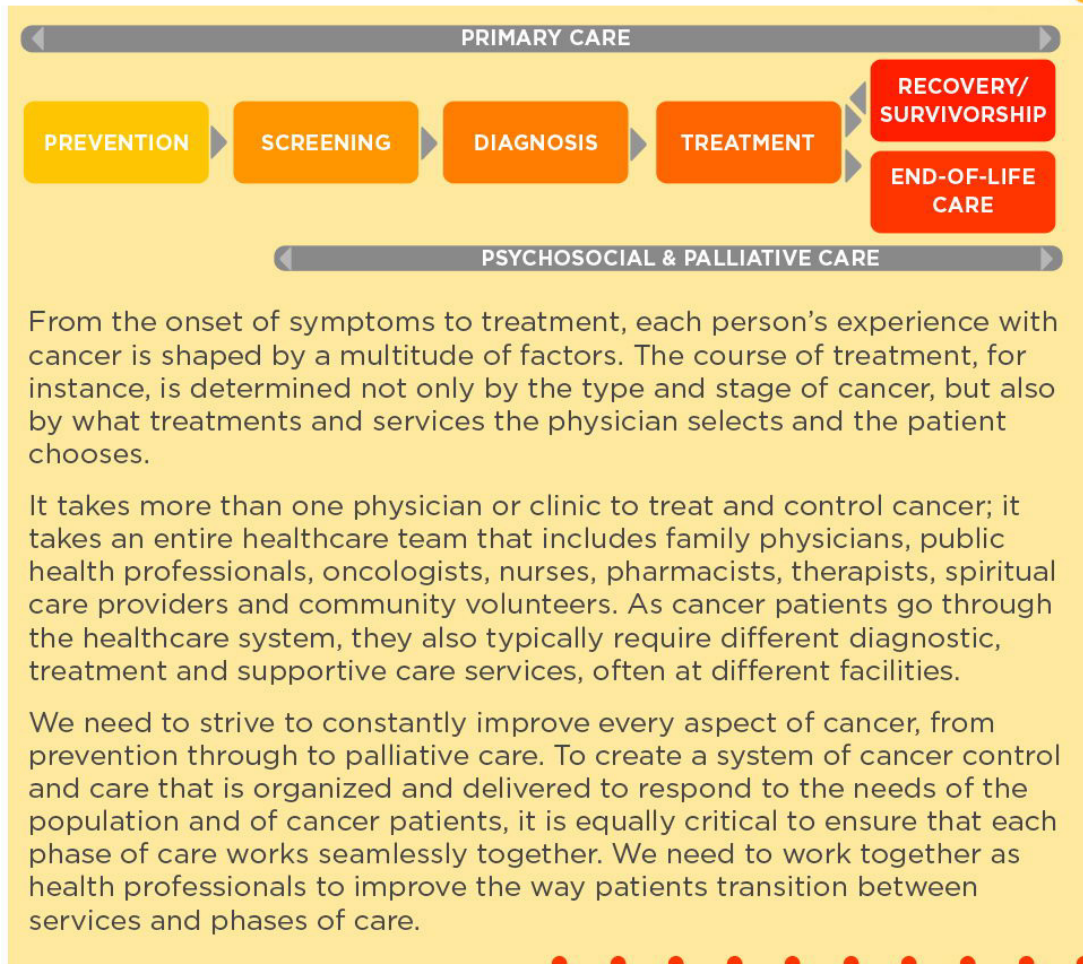 PRIMARY CARE
PREVENTION
SCREENING
DIAGNOSIS
TREATMENT
RECOVERY/
SURVIVORSHIP
END-OF-LIFE
CARE
PSYCHOSOCIAL & PALLIATIVE CARE
From the onset of symptoms to treatment, each person’s experience with
cancer is shaped by a multitude of factors. The course of treatment, for
instance, is determined not only by the type and stage of cancer, but also
by what treatments and services the physician selects and the patient
chooses.
It takes more than one physician or clinic to treat and control cancer; it
takes an entire healthcare team that includes family physicians, public
health professionals, oncologists, nurses, pharmacists, therapists, spiritual
care providers and community volunteers. As cancer patients go through
the healthcare system, they also typically require different diagnostic,
treatment and supportive care services, often at different facilities.
We need to strive to constantly improve every aspect of cancer, from
prevention through to palliative care. To create a system of cancer control
and care that is organized and delivered to respond to the needs of the
population and of cancer patients, it is equally critical to ensure that each
phase of care works seamlessly together. We need to work together as
health professionals to improve the way patients transition between
services and phases of care.